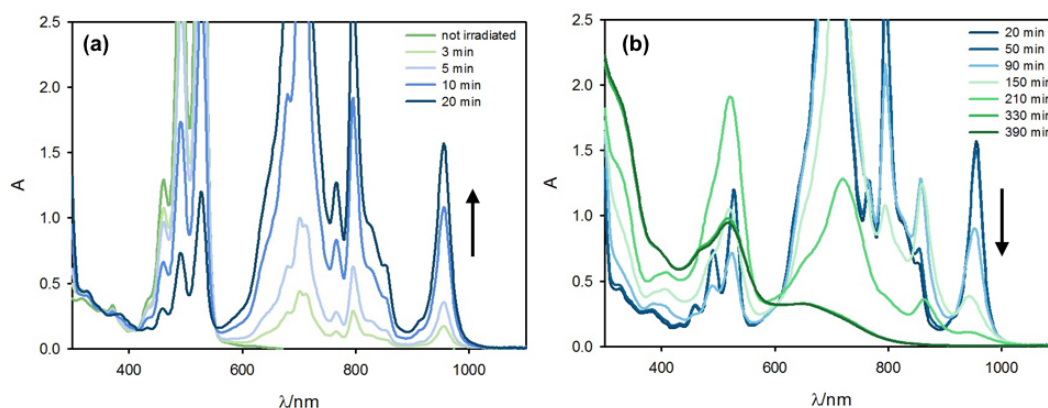 (a)
not irradiated
3 min
5 min
10 min
20 min
2.5
2.0
1.5
1.0
0.5
0.0
A
400
600
800
1000
λ/nm
(b)
20 min
50 min
90 min
150 min
210 min
330 min
390 min
2.5
2.0
1.5
1.0
0.5
0.0
A
400
600
800
1000
λ/nm